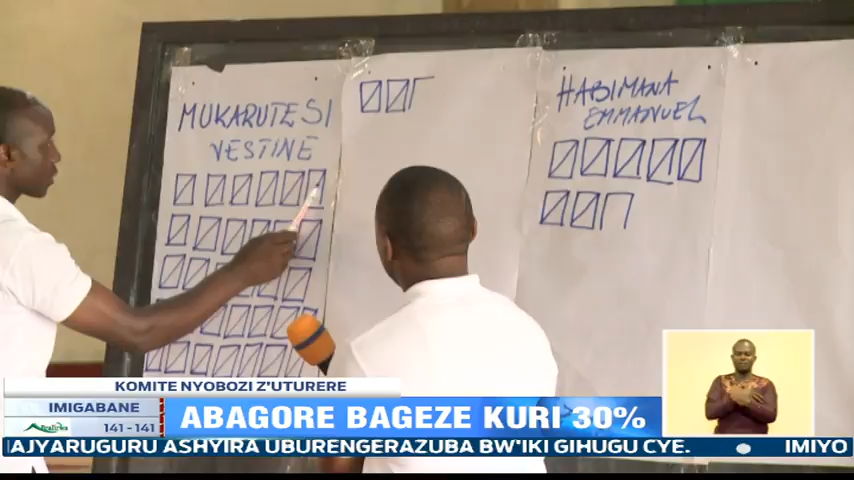 MUKARUTESI
VESTINE
HABIMANA
EMMANUEL
KOMITE NYOBOZI Z'UTURERE
IMIGABANE
141 - 141
ABAGORE BAGEZE KURI 30%
AJYARUGURU ASHYIRA UBURENGERAZUBA BW'IKI GIHUGU CYE. IMIYO